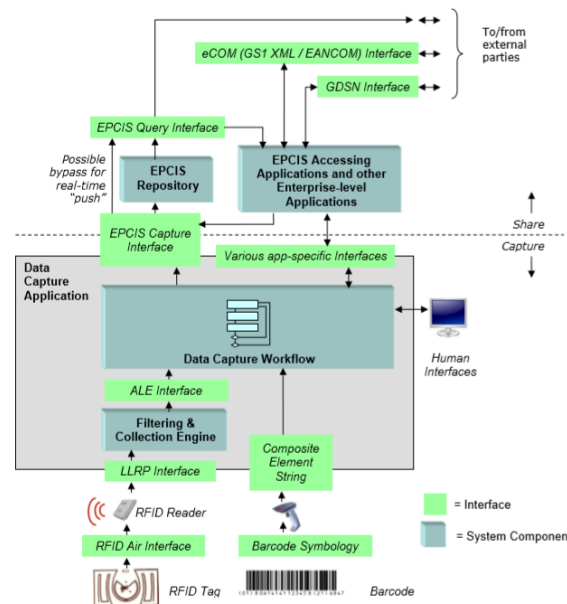 To/from
external
parties
eCOM (GS1 XML / EANCOM) Interface
GDSN Interface
EPCIS Query Interface
Possible
bypass for
real-time
"push"
EPCIS
Repository
EPCIS Accessing
Applications and other
Enterprise-level
Applications
Share
EPCIS Capture
Interface
Various app-specific Interfaces
Capture
Data
Capture
Application
Data Capture Workflow
Human
Interfaces
ALE Interface
Filtering &
Collection Engine
Composite
Element
String
LLRP Interface
= Interface
RFID Reader
= System Component
RFID Air Interface
Barcode Symbology
RFID Tag
Barcode